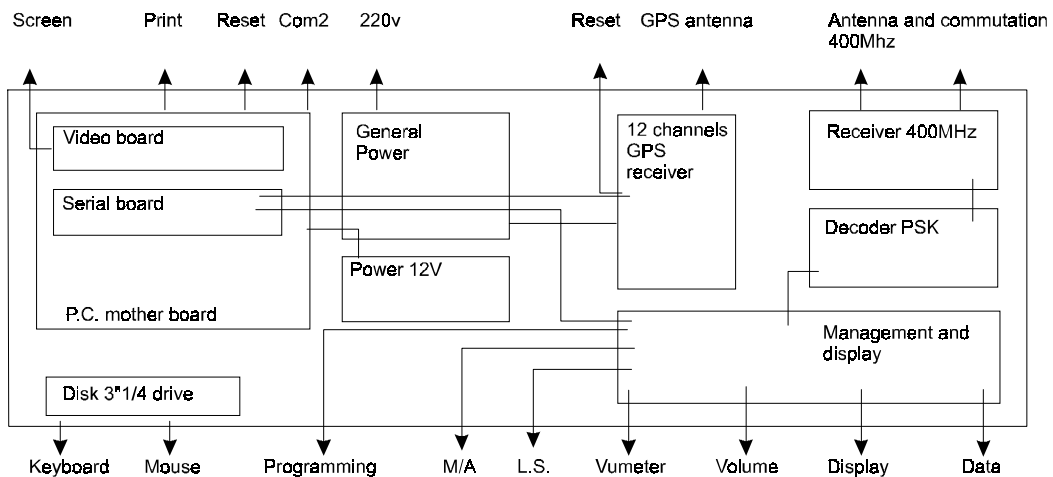 Screen
Print
Reset
Com2
220v
Reset
GPS antenna
Antenna and commutation
400Mhz
Video board
General
Power
12 channels
GPS
receiver
Receiver 400MHz
Serial board
Decoder PSK
Power 12V
P.C. mother board
Management and
display
Disk 3"1/4 drive
Keyboard
Mouse
Programming
M/A
L.S.
Vumeter
Volume
Display
Data